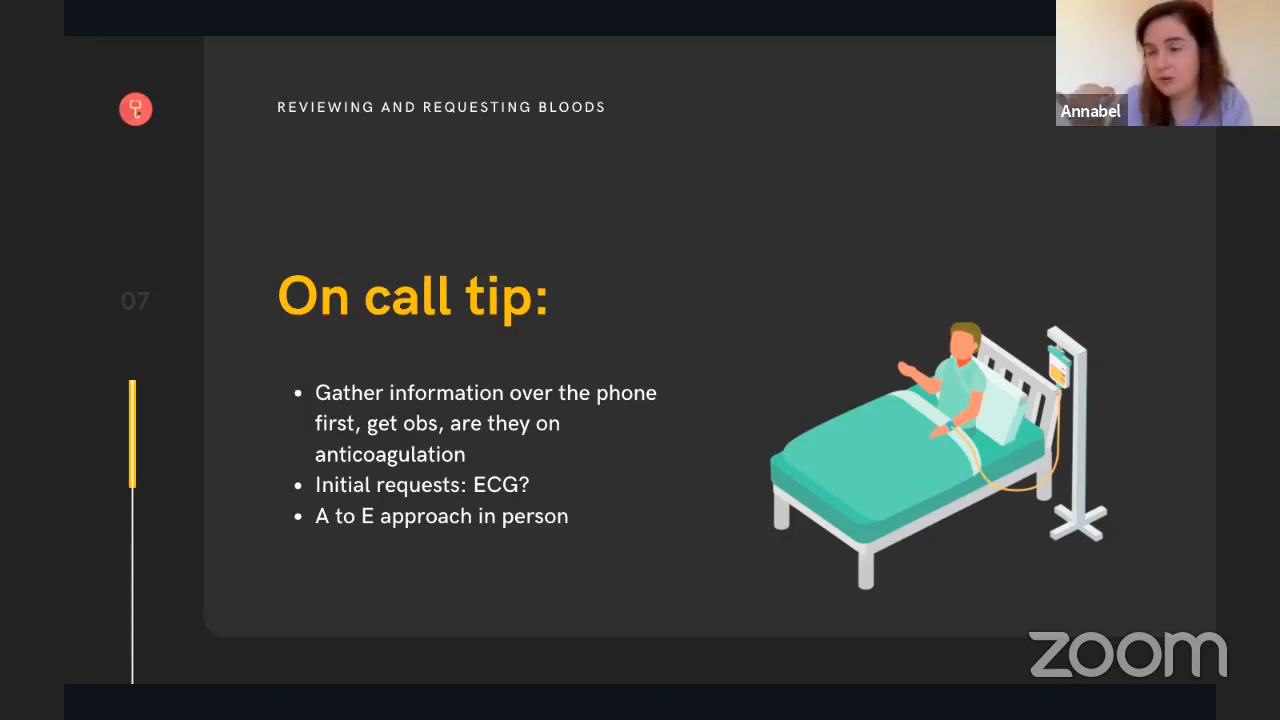 REVIEWING AND REQUESTING BLOODS
Annabel
07
On call tip:
• Gather information over the phone
first, get obs, are they on
anticoagulation
• Initial requests: ECG?
• A to E approach in person
zoom